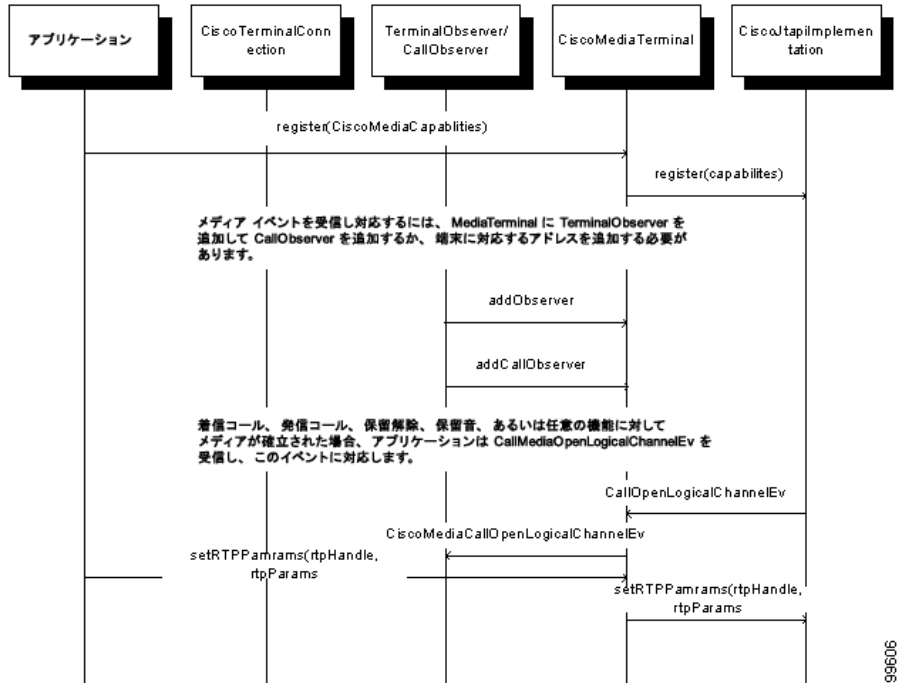 アプリケーション
CiscoTerminalConn
ection
TerminalObserver/
CallObserver
CiscoMediaTerminal
CiscoJtapiImplemen
tation
register(CiscoMediaCapablities)
register(capabilites)
メディア イベントを受信し対応するには、 MediaTerminal に TerminalObserver を
追加して CallObserver を追加するか、 端末に対応するアドレスを追加する必要が
あります。
addObserver
addCallObserver
着信コール、 発信コール、 保留解除、 保留音、 あるいは任意の機能に対して
メディアが確立された場合、 アプリケーションは CallMediaOpenLogicalChannelEv を
受信し、 このイベントに対応します。
CallOpenLogicalChannelEv
CiscoMediaCallOpenLogicalChannelEv
setRTPPamrams(rtpHandle,
rtpParams
setRTPPamrams(rtpHandle,
rtpParams
99606